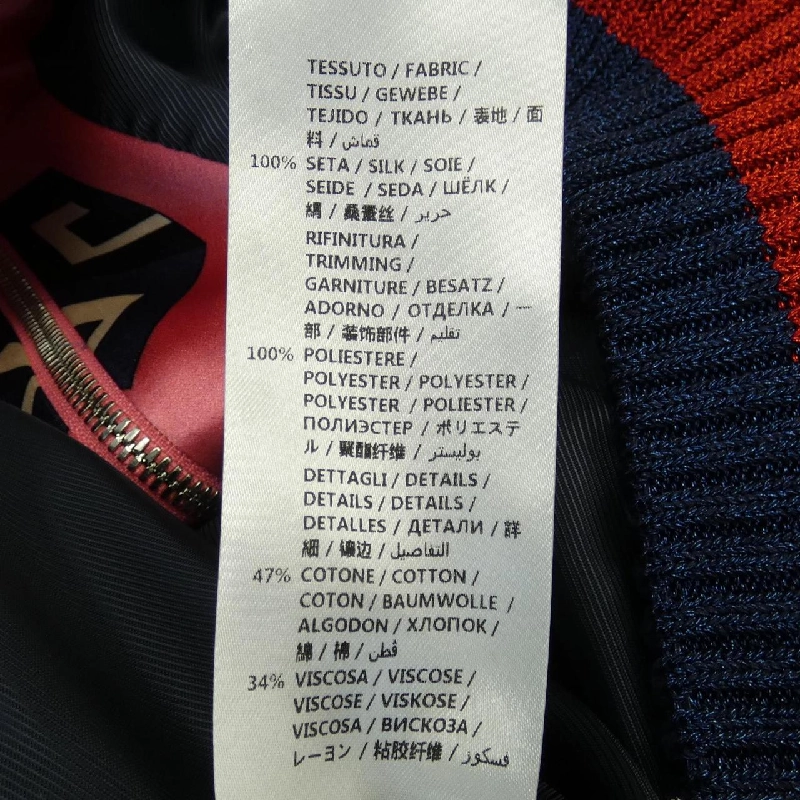 TESSUTO / FABRIC /
TISSU / GEWEBE /
TEJIDO / ТКАНЬ / 表地 / 面
料 / قماش
100% SETA / SILK / SOIE /
SEIDE / SEDA / ШЁЛК /
絹 / 桑蚕丝 / حرير
RIFINITURA /
TRIMMING /
GARNITURE / BESATZ /
ADORNO / ОТДЕЛКА / 一
部 / 装饰部件 / تقليم
100% POLIESTERE /
POLYESTER / POLYESTER /
POLYESTER / POLIESTER /
ПОЛИЭСТЕР / ポリエステ
ル / 聚酯纤维 / بوليستر
DETTAGLI / DETAILS /
DETAILS / DETAILS /
DETALLES / ДЕТАЛИ / 詳
細 / 镶边 / التفاصيل
47% COTONE / COTTON /
COTON / BAUMWOLLE /
ALGODON / ХЛОПОК /
綿 / 棉 / قطن
34% VISCOSA / VISCOSE /
VISCOSE / VISKOSE /
VISCOSA / ВИСКОЗА /
レーヨン / 粘胶纤维 / فسكوز